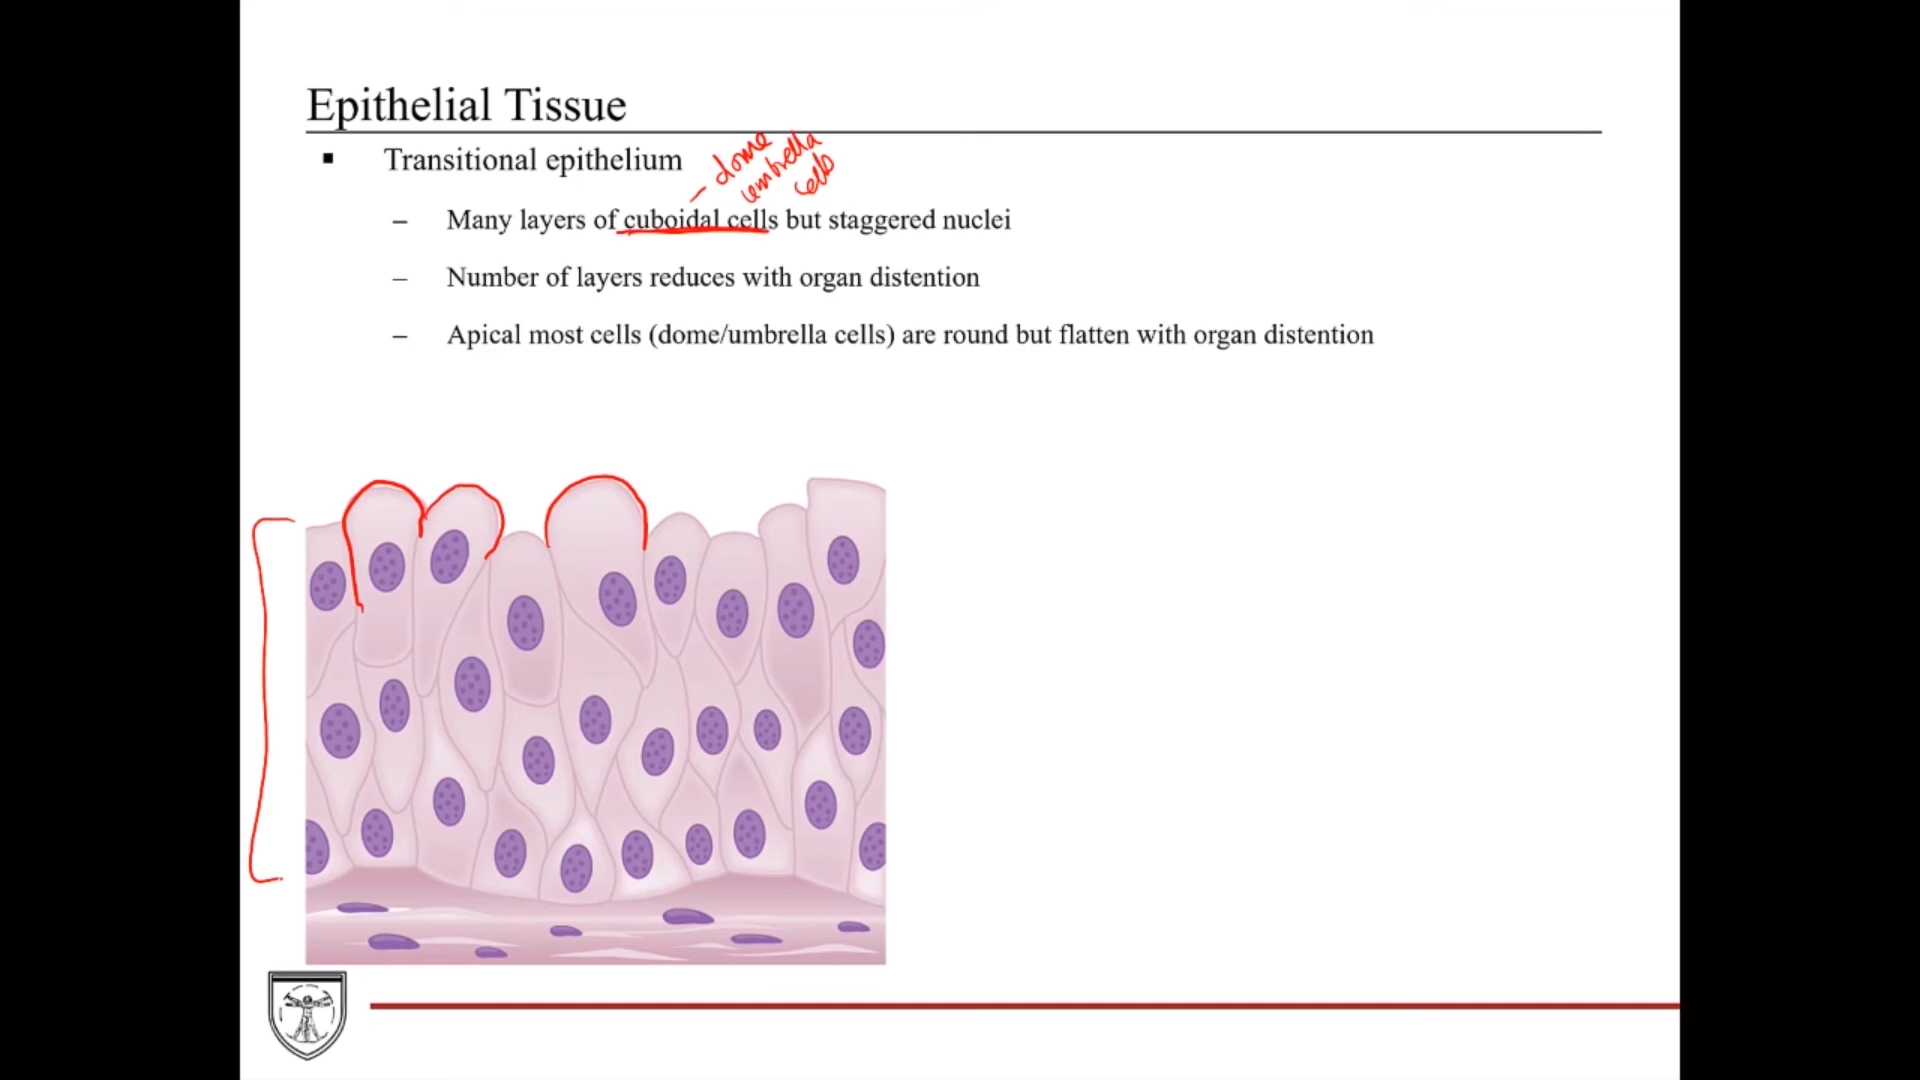 Epithelial Tissue
▪ Transitional epithelium
– dome
umbrella
cells
– Many layers of cuboidal cells but staggered nuclei
– Number of layers reduces with organ distention
– Apical most cells (dome/umbrella cells) are round but flatten with organ distention